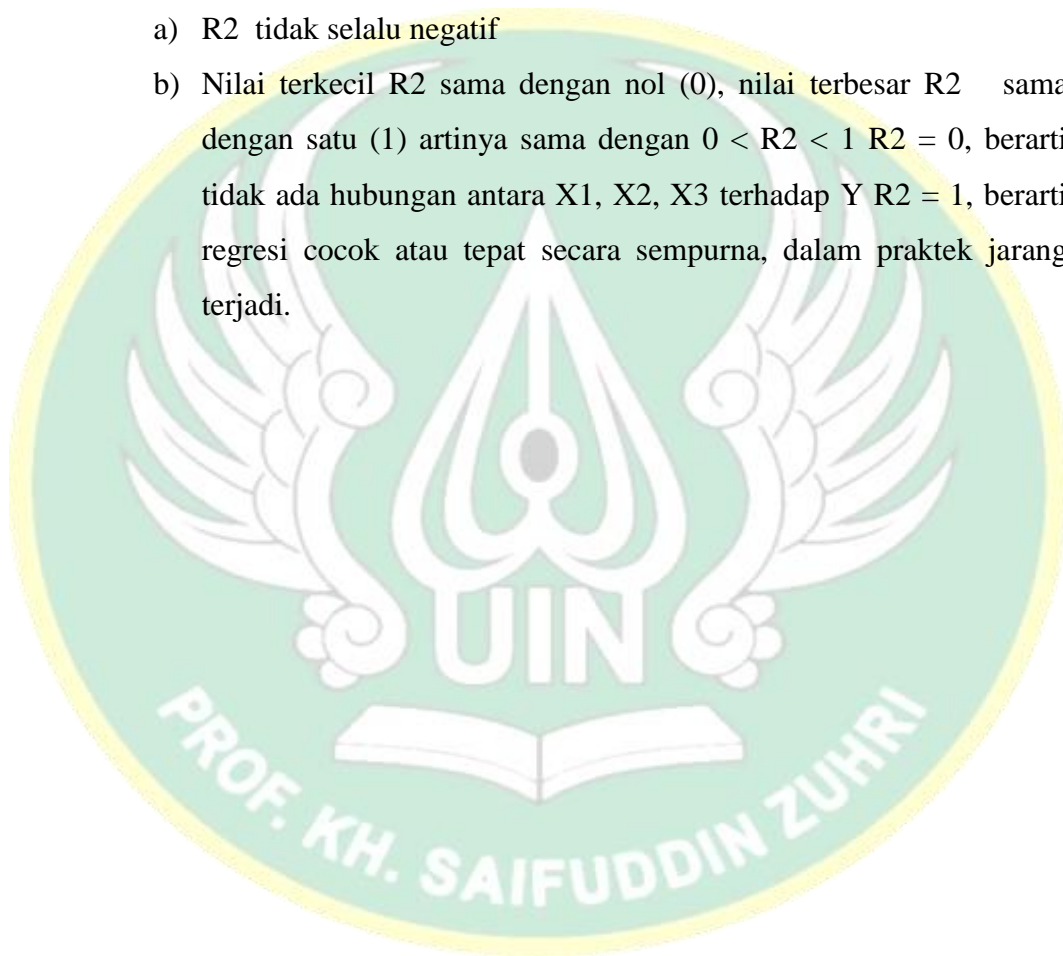 a) R2 tidak selalu negatif
b) Nilai terkecil R2 sama dengan nol (0), nilai terbesar R2 sama
dengan satu (1) artinya sama dengan 0 < R2 < 1 R2 = 0, berarti
tidak ada hubungan antara X1, X2, X3 terhadap Y R2 = 1, berarti
regresi cocok atau tepat secara sempurna, dalam praktek jarang
terjadi.
UIN
PROF. KH. SAIFUDDIN ZUHRI